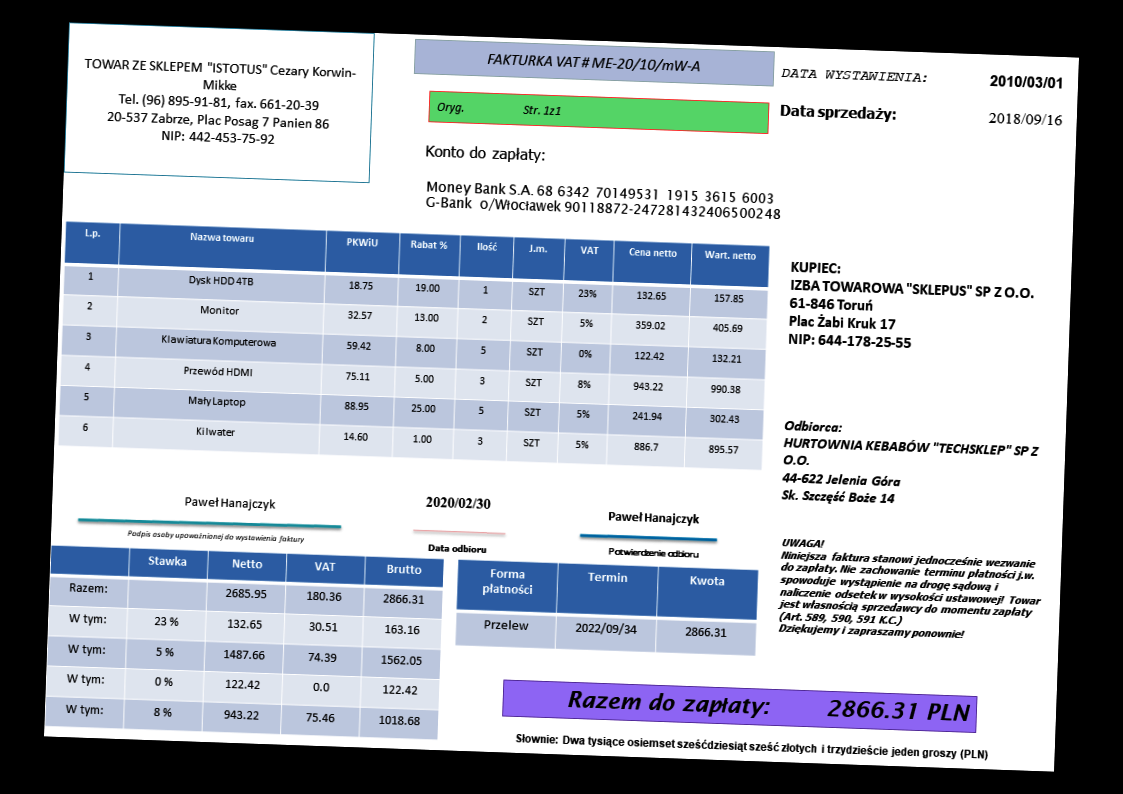 TOWAR ZE SKLEPEM "ISTOTUS" Cezary Korwin-
Mikke
Tel. (96) 895-91-81, fax. 661-20-39
20-537 Zabrze, Plac Posag 7 Panien 86
NIP: 442-453-75-92
FAKTURKA VAT # ME-20/10/mW-A
Oryg. Str. 1z1
DATA WYSTAWIENIA: 2010/03/01
Data sprzedaży: 2018/09/16
Konto do zapłaty:
Money Bank S.A. 68 6342 70149531 1915 3615 6003
G-Bank o/Włocławek 90118872-247281432406500248
L.p. Nazwa towaru PKWiU Rabat % Ilość J.m. VAT Cena netto Wart. netto
1 Dysk HDD 4TB 18.75 19.00 1 SZT 23% 132.65 157.85
2 Monitor 32.57 13.00 2 SZT 5% 359.02 405.69
3 Klawiatura Komputerowa 59.42 8.00 5 SZT 0% 122.42 132.21
4 Przewód HDMI 75.11 5.00 3 SZT 8% 943.22 990.38
5 Mały Laptop 88.95 25.00 5 SZT 5% 241.94 302.43
6 Kilwater 14.60 1.00 3 SZT 5% 886.7 895.57
KUPIEC:
IZBA TOWAROWA "SKLEPUS" SP Z O.O.
61-846 Toruń
Plac Żabi Kruk 17
NIP: 644-178-25-55
Odbiorca:
HURTOWNIA KEBABÓW "TECHSKLEP" SP Z
O.O.
44-622 Jelenia Góra
Sk. Szczęść Boże 14
Paweł Hanajczyk
Podpis osoby upoważnionej do wystawienia faktury
2020/02/30
Data odbioru
Paweł Hanajczyk
Potwierdzenie odbioru
UWAGA!
Niniejsza faktura stanowi jednocześnie wezwanie
do zapłaty. Nie zachowanie terminu płatności j.w.
spowoduje wystąpienie na drogę sądową i
naliczenie odsetek w wysokości ustawowej! Towar
jest własnością sprzedawcy do momentu zapłaty
(Art. 589, 590, 591 K.C.)
Dziękujemy i zapraszamy ponownie!
Stawka Netto VAT Brutto
Razem: 2685.95 180.36 2866.31
W tym: 23 % 132.65 30.51 163.16
W tym: 5 % 1487.66 74.39 1562.05
W tym: 0 % 122.42 0.0 122.42
W tym: 8 % 943.22 75.46 1018.68
Forma
płatności Termin Kwota
Przelew 2022/09/34 2866.31
Razem do zapłaty: 2866.31 PLN
Słownie: Dwa tysiące osiemset sześćdziesiąt sześć złotych i trzydzieście jeden groszy (PLN)